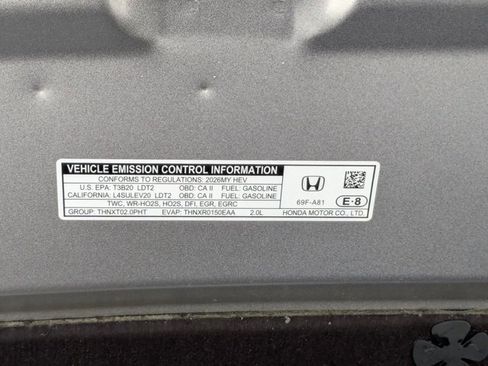 VEHICLE EMISSION CONTROL INFORMATION
CONFORMS TO REGULATIONS: 2026MY HEV
U.S. EPA: T3B20 LDT2 OBD: CA II FUEL: GASOLINE
CALIFORNIA: L4SULEV20 LDT2 OBD: CA II FUEL: GASOLINE
TWC, WR-HO2S, HO2S, DFI, EGR, EGRC
GROUP: THNXT02.0PHT EVAP: THNXR0150EAA 2.0L
69F-A81
E·8
HONDA MOTOR CO., LTD.